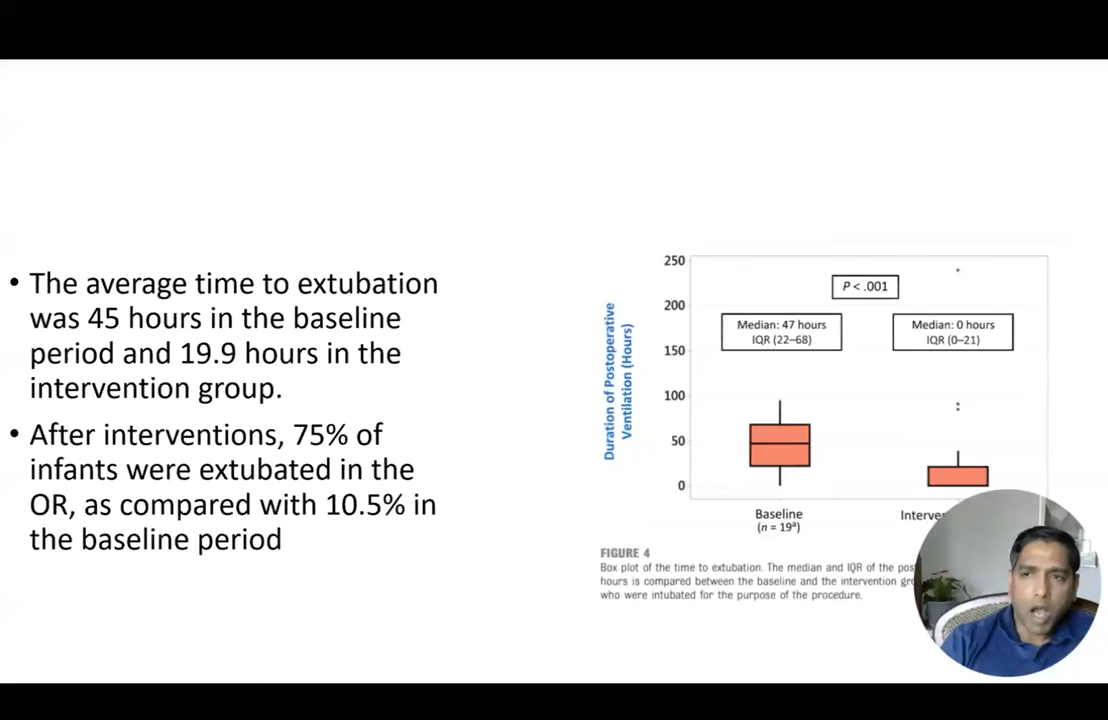 • The average time to extubation
was 45 hours in the baseline
period and 19.9 hours in the
intervention group.
• After interventions, 75% of
infants were extubated in the
OR, as compared with 10.5% in
the baseline period
Duration of Postoperative
Ventilation (Hours)
250
200
150
100
50
0
P < .001
Median: 47 hours
IQR (22–68)
Median: 0 hours
IQR (0–21)
Baseline
(n = 19ª)
FIGURE 4
Box plot of the time to extubation. The median and IQR of the
hours is compared between the baseline and the intervention
who were intubated for the purpose of the procedure.